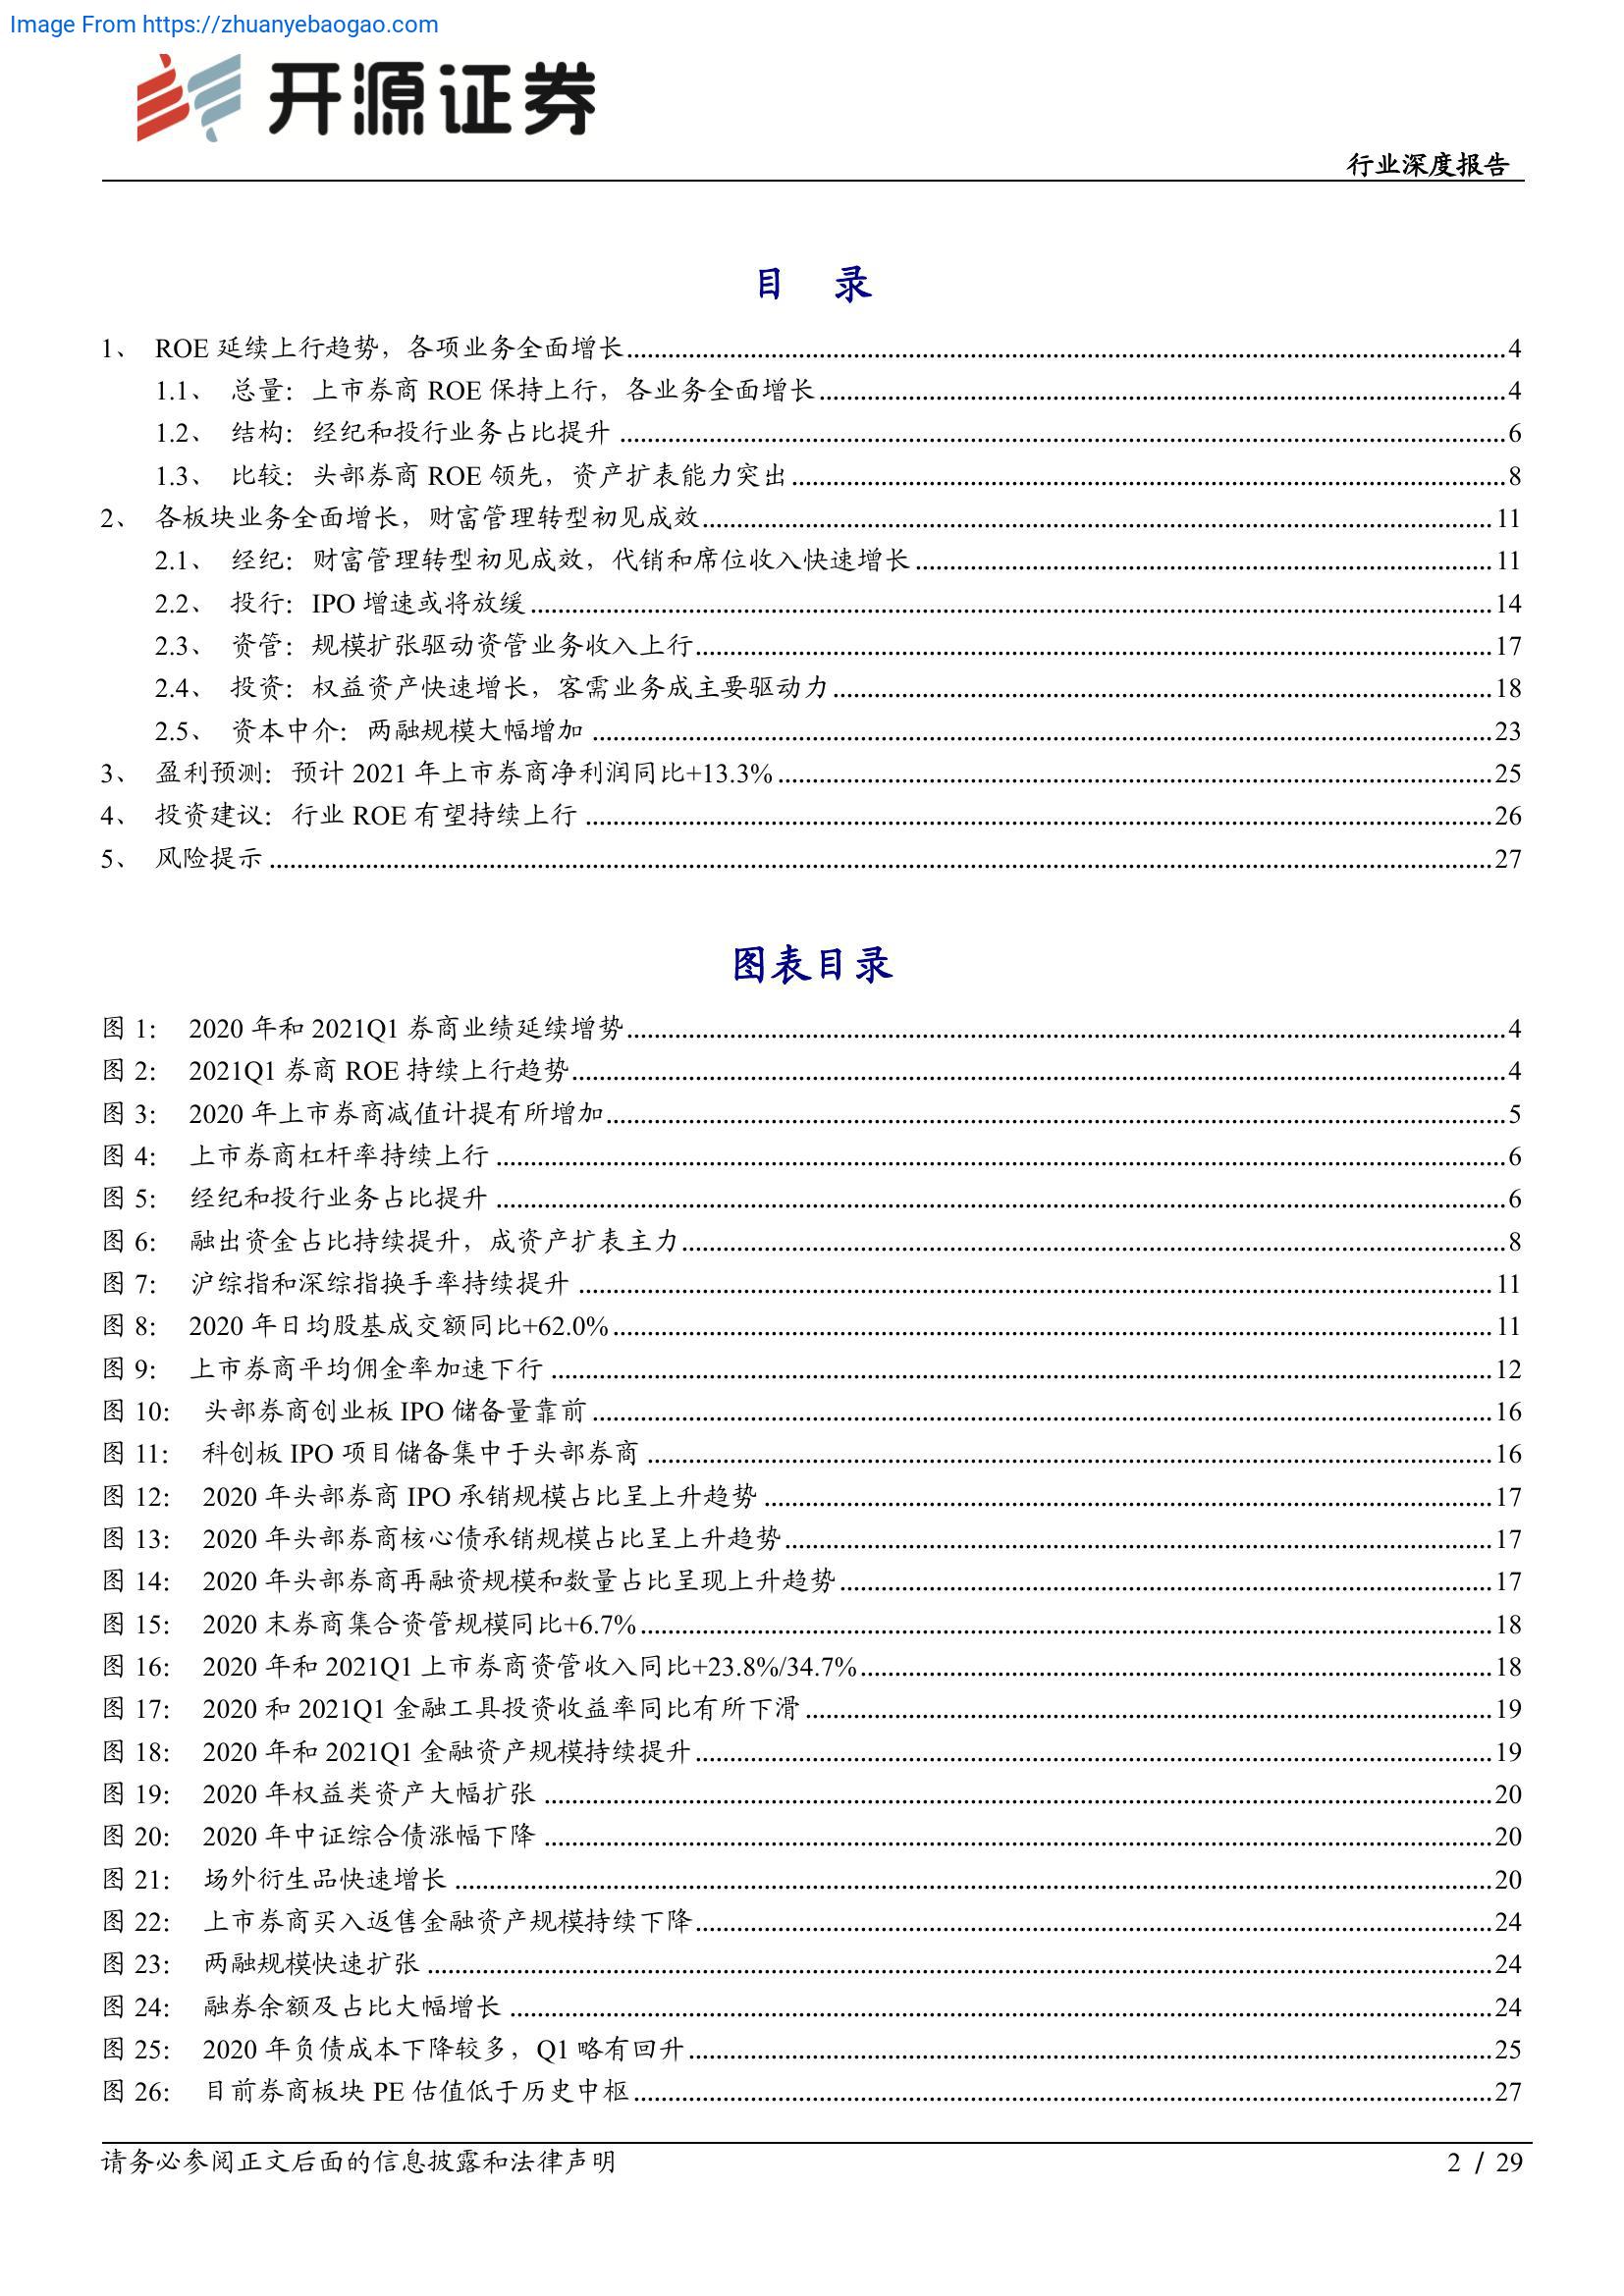 Image From https://zhuanyebaogao.com
开源证券
行业深度报告
目 录
1、 ROE 延续上行趋势，各项业务全面增长 4
1.1、 总量：上市券商 ROE 保持上行，各业务全面增长 4
1.2、 结构：经纪和投行业务占比提升 6
1.3、 比较：头部券商 ROE 领先，资产扩表能力突出 8
2、 各板块业务全面增长，财富管理转型初见成效 11
2.1、 经纪：财富管理转型初见成效，代销和席位收入快速增长 11
2.2、 投行：IPO 增速或将放缓 14
2.3、 资管：规模扩张驱动资管业务收入上行 17
2.4、 投资：权益资产快速增长，客需业务成主要驱动力 18
2.5、 资本中介：两融规模大幅增加 23
3、 盈利预测：预计 2021 年上市券商净利润同比+13.3% 25
4、 投资建议：行业 ROE 有望持续上行 26
5、 风险提示 27
图表目录
图 1： 2020 年和 2021Q1 券商业绩延续增势 4
图 2： 2021Q1 券商 ROE 持续上行趋势 4
图 3： 2020 年上市券商减值计提有所增加 5
图 4： 上市券商杠杆率持续上行 6
图 5： 经纪和投行业务占比提升 6
图 6： 融出资金占比持续提升，成资产扩表主力 8
图 7： 沪综指和深综指换手率持续提升 11
图 8： 2020 年日均股基成交额同比+62.0% 11
图 9： 上市券商平均佣金率加速下行 12
图 10： 头部券商创业板 IPO 储备量靠前 16
图 11： 科创板 IPO 项目储备集中于头部券商 16
图 12： 2020 年头部券商 IPO 承销规模占比呈上升趋势 17
图 13： 2020 年头部券商核心债承销规模占比呈上升趋势 17
图 14： 2020 年头部券商再融资规模和数量占比呈现上升趋势 17
图 15： 2020 末券商集合资管规模同比+6.7% 18
图 16： 2020 年和 2021Q1 上市券商资管收入同比+23.8%/34.7% 18
图 17： 2020 和 2021Q1 金融工具投资收益率同比有所下滑 19
图 18： 2020 年和 2021Q1 金融资产规模持续提升 19
图 19： 2020 年权益类资产大幅扩张 20
图 20： 2020 年中证综合债涨幅下降 20
图 21： 场外衍生品快速增长 20
图 22： 上市券商买入返售金融资产规模持续下降 24
图 23： 两融规模快速扩张 24
图 24： 融券余额及占比大幅增长 24
图 25： 2020 年负债成本下降较多，Q1 略有回升 25
图 26： 目前券商板块 PE 估值低于历史中枢 27
请务必参阅正文后面的信息披露和法律声明 2 / 29